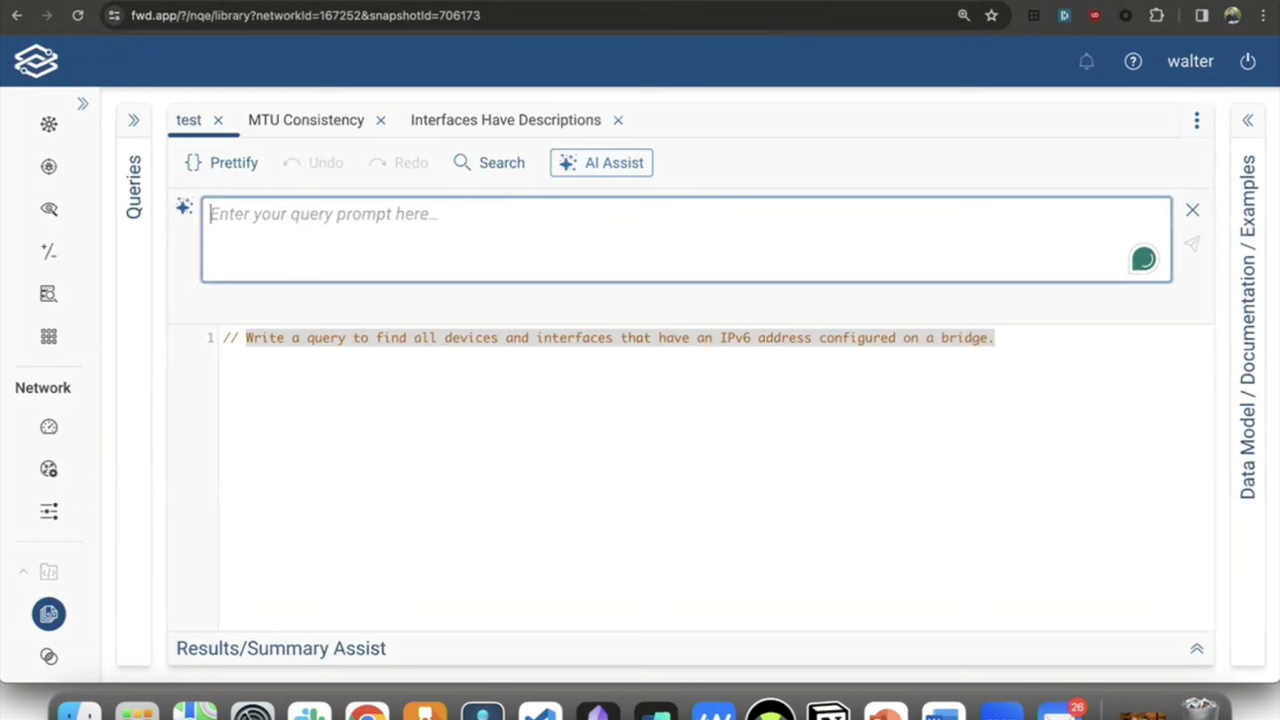 fwd.app/?/nqe/library?networkId=167252&snapshotId=706173
walter
test
MTU Consistency
Interfaces Have Descriptions
Prettify
Undo
Redo
Search
AI Assist
Queries
Enter your query prompt here...
Network
1
// Write a query to find all devices and interfaces that have an IPv6 address configured on a bridge.
Data Model / Documentation / Examples
Results/Summary Assist
26